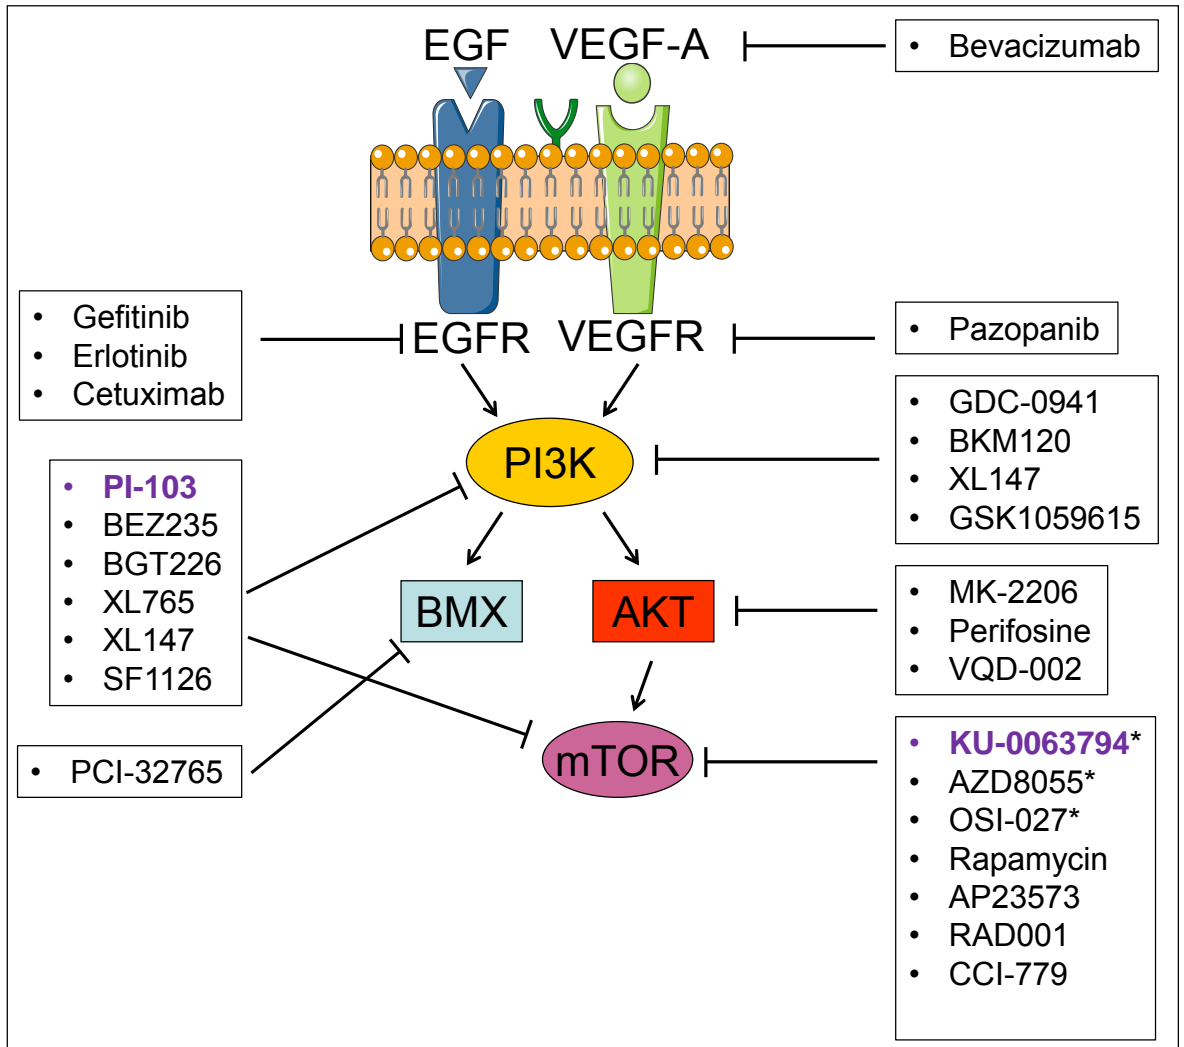 EGF VEGF-A
• Bevacizumab
• Gefitinib
• Erlotinib
• Cetuximab
EGFR VEGFR
• Pazopanib
PI3K
• GDC-0941
• BKM120
• XL147
• GSK1059615
• PI-103
• BEZ235
• BGT226
• XL765
• XL147
• SF1126
BMX
AKT
• MK-2206
• Perifosine
• VQD-002
• PCI-32765
mTOR
• KU-0063794*
• AZD8055*
• OSI-027*
• Rapamycin
• AP23573
• RAD001
• CCI-779